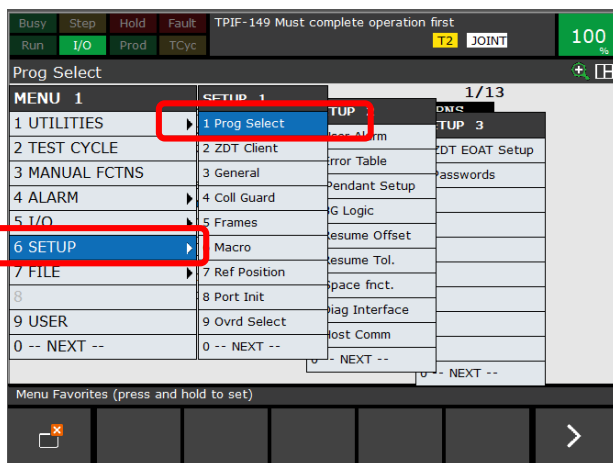 Busy Step Hold Fault TPIF-149 Must complete operation first
Run I/O Prod TCyc T2 JOINT 100 %
Prog Select
1/13
MENU 1
1 UTILITIES
2 TEST CYCLE
3 MANUAL FCTNS
4 ALARM
5 I/O
6 SETUP
7 FILE
8
9 USER
0 -- NEXT --
SETUP 1
1 Prog Select
2 ZDT Client
3 General
4 Coll Guard
5 Frames
Macro
7 Ref Position
8 Port Init
9 Ovrd Select
0 -- NEXT --
Error Table
Pendant Setup
Resume Offset
Resume Tol.
Space fnct.
Diag Interface
Host Comm
-- NEXT --
TUP 3
ZDT EOAT Setup
Passwords
-- NEXT --
Menu Favorites (press and hold to set)